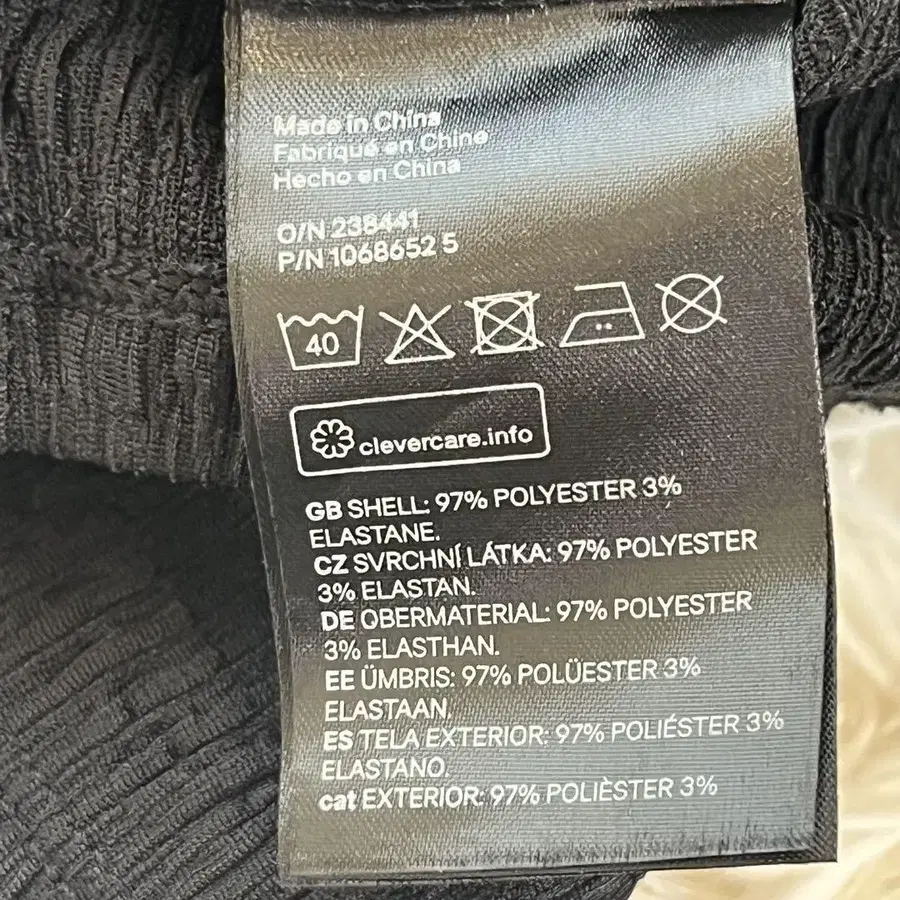 Made in China
Fabriqué en Chine
Hecho en China
O/N 238441
P/N 1068652 5
40
clevercare.info
GB SHELL: 97% POLYESTER 3%
ELASTANE.
CZ SVRCHNÍ LÁTKA: 97% POLYESTER
3% ELASTAN.
DE OBERMATERIAL: 97% POLYESTER
3% ELASTHAN.
EE ÜMBRIS: 97% POLÜESTER 3%
ELASTAAN.
ES TELA EXTERIOR: 97% POLIÉSTER 3%
ELASTANO.
cat EXTERIOR: 97% POLIÈSTER 3%